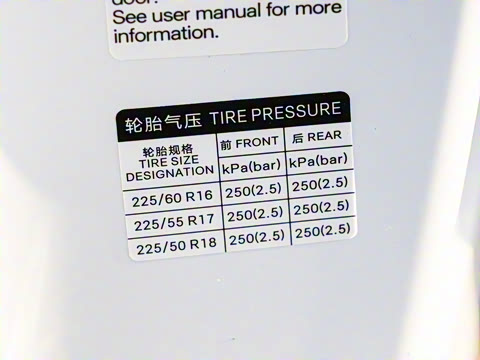 door.
See user manual for more
information.
轮胎气压 TIRE PRESSURE
轮胎规格 前 FRONT 后 REAR
TIRE SIZE
DESIGNATION kPa(bar) kPa(bar)
225/60 R16 250(2.5) 250(2.5)
225/55 R17 250(2.5) 250(2.5)
225/50 R18 250(2.5) 250(2.5)